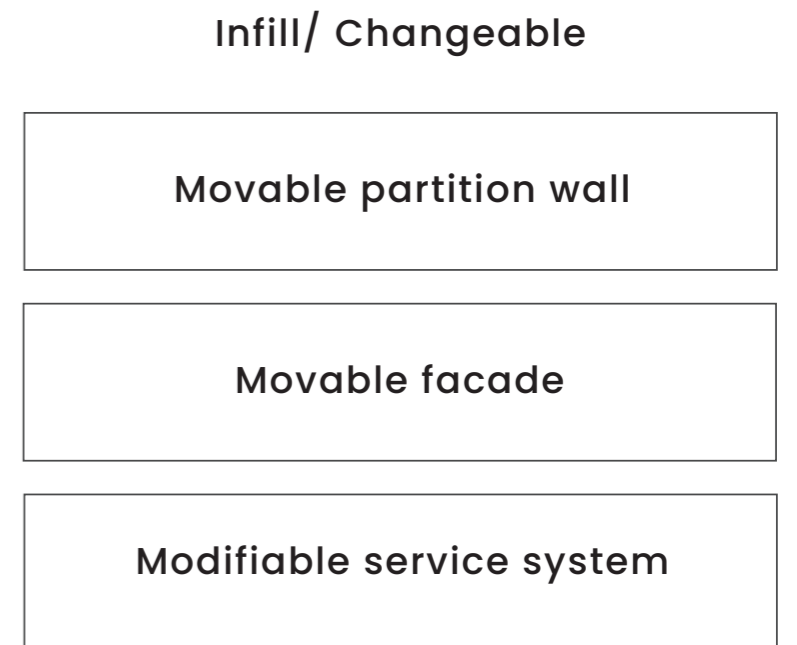 Infill/ Changeable
Movable partition wall
Movable facade
Modifiable service system